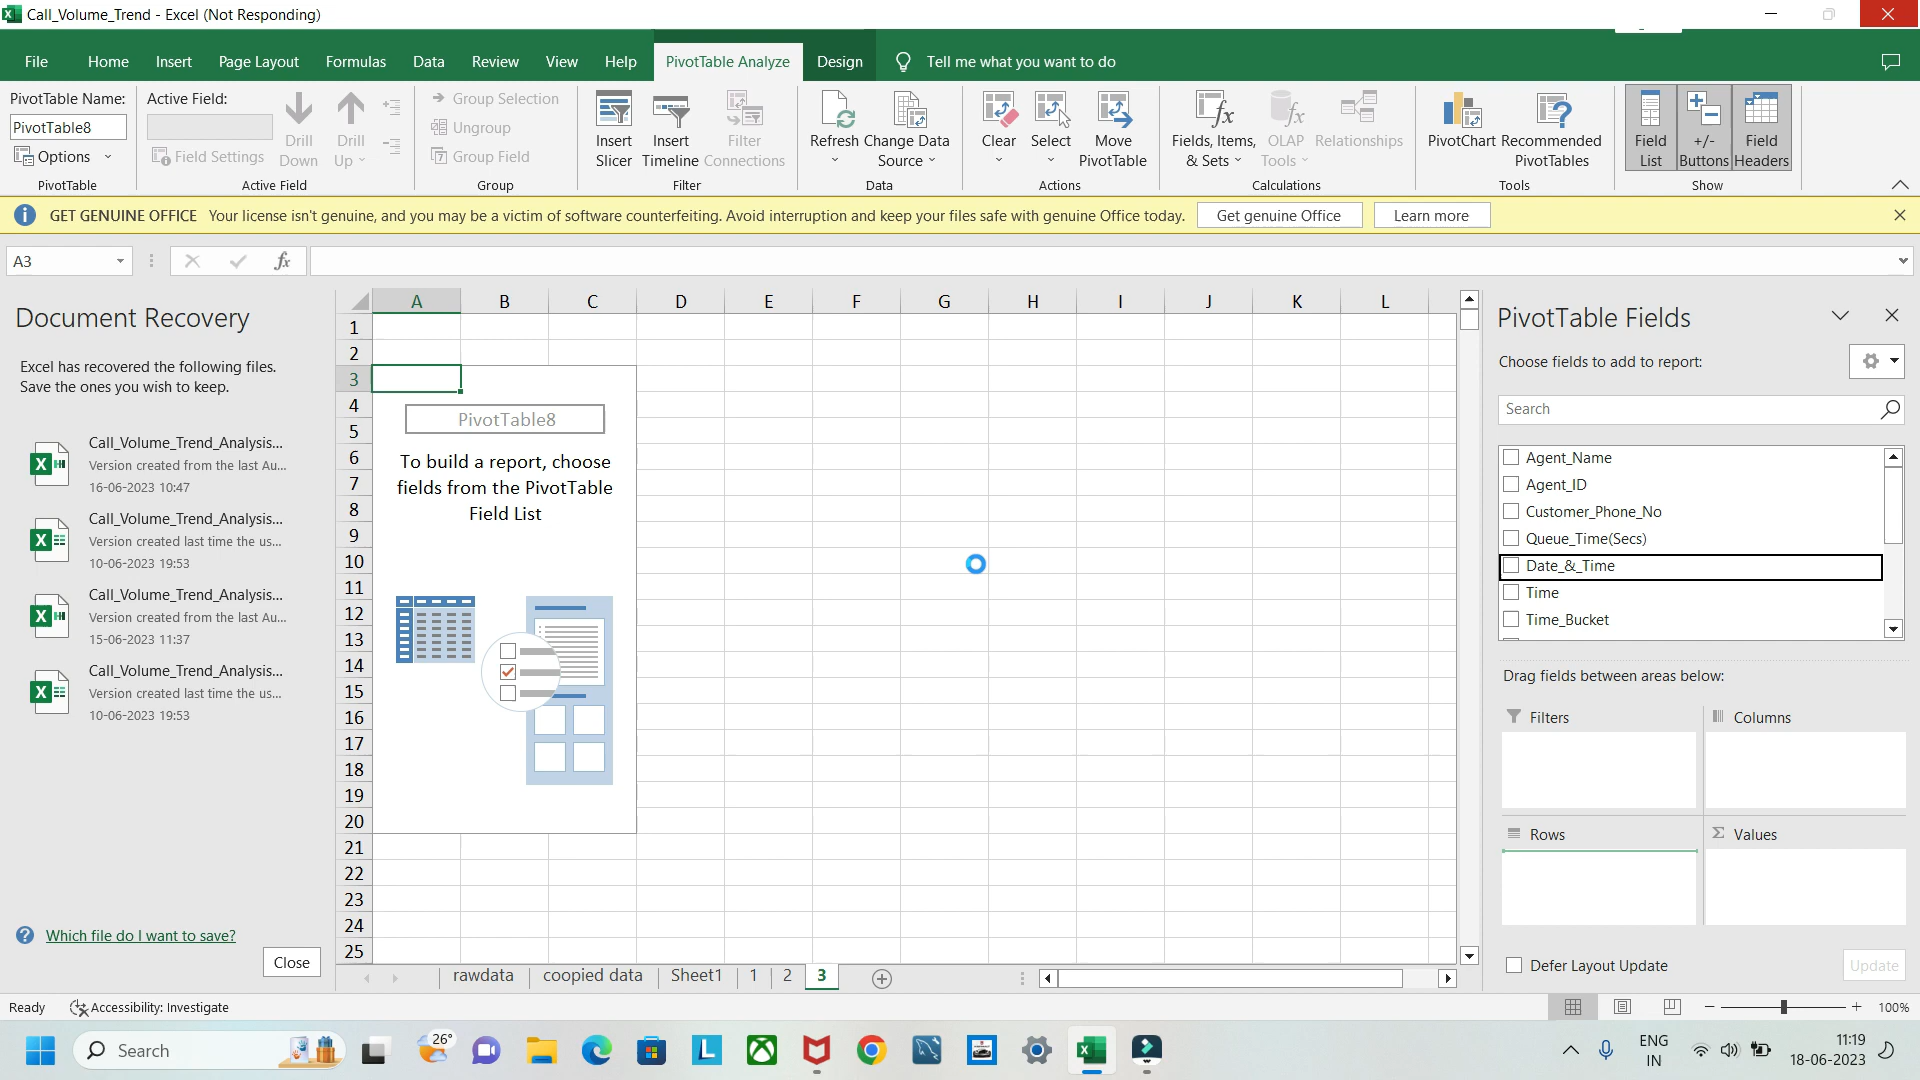 Call_Volume_Trend - Excel (Not Responding)
File Home Insert Page Layout Formulas Data Review View Help PivotTable Analyze Design Tell me what you want to do
PivotTable Name:
PivotTable8
Options
PivotTable
Active Field:
Field Settings
Drill Down
Drill Up
Active Field
Group Selection
Ungroup
Group Field
Group
Insert Slicer
Insert Timeline
Filter Connections
Filter
Refresh
Change Data Source
Data
Clear
Select
Move PivotTable
Actions
Fields, Items, & Sets
OLAP Tools
Relationships
Calculations
PivotChart
Recommended PivotTables
Tools
Field List
+/- Buttons
Field Headers
Show
GET GENUINE OFFICE Your license isn't genuine, and you may be a victim of software counterfeiting. Avoid interruption and keep your files safe with genuine Office today. Get genuine Office Learn more
A3
fx
Document Recovery
Excel has recovered the following files.
Save the ones you wish to keep.
Call_Volume_Trend_Analysis...
Version created from the last Au...
16-06-2023 10:47
Call_Volume_Trend_Analysis...
Version created last time the us...
10-06-2023 19:53
Call_Volume_Trend_Analysis...
Version created from the last Au...
15-06-2023 11:37
Call_Volume_Trend_Analysis...
Version created last time the us...
10-06-2023 19:53
Which file do I want to save?
Close
A B C D E F G H I J K L
1
2
3
4
5
6
7
8
9
10
11
12
13
14
15
16
17
18
19
20
21
22
23
24
25
PivotTable8
To build a report, choose
fields from the PivotTable
Field List
PivotTable Fields
Choose fields to add to report:
Search
Agent_Name
Agent_ID
Customer_Phone_No
Queue_Time(Secs)
Date_&_Time
Time
Time_Bucket
Drag fields between areas below:
Filters
Columns
Rows
Σ Values
Defer Layout Update
Update
rawdata coopied data Sheet1 1 2 3
Ready Accessibility: Investigate
100%
Search
26°
ENG
IN
11:19
18-06-2023